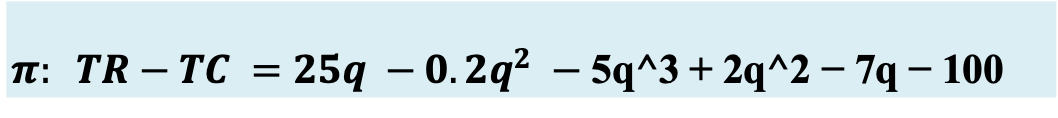 π: TR – TC = 25q – 0.2q² – 5q^3 + 2q^2 – 7q – 100